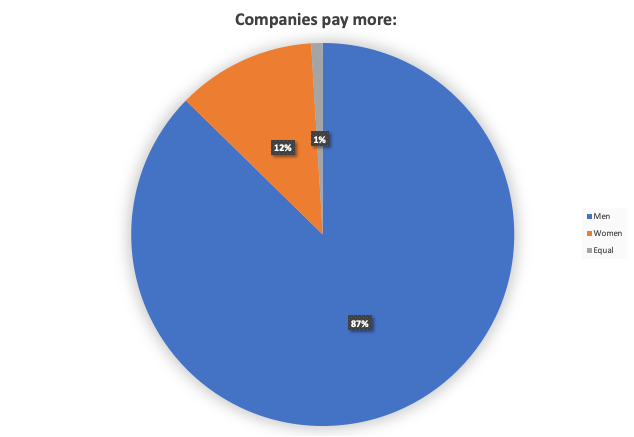 Companies pay more:
12%
1%
87%
Men
Women
Equal